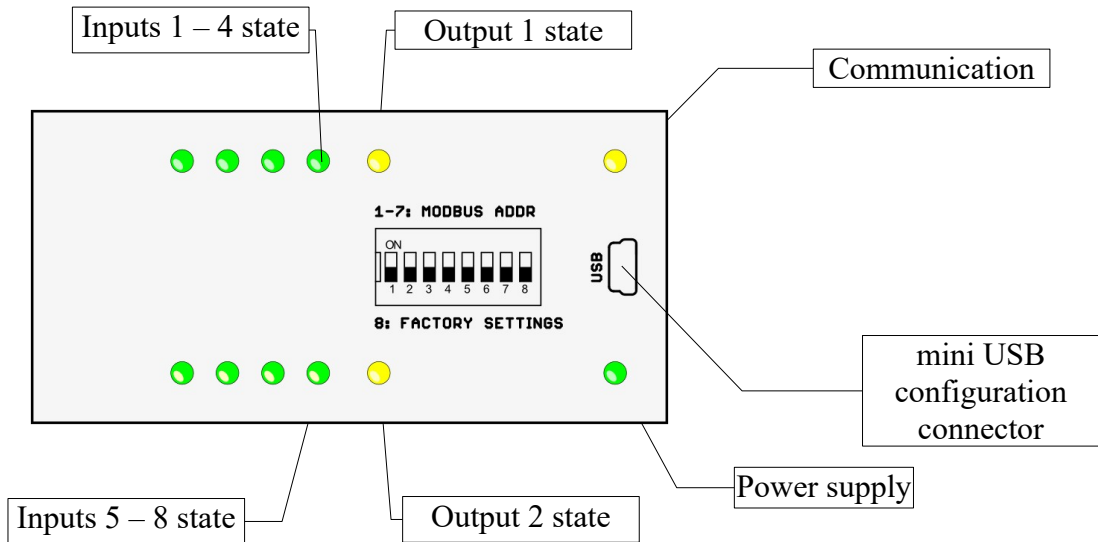 Inputs 1 – 4 state
Output 1 state
Communication
1-7: MODBUS ADDR
ON
1 2 3 4 5 6 7 8
8: FACTORY SETTINGS
USB
mini USB
configuration
connector
Power supply
Inputs 5 – 8 state
Output 2 state